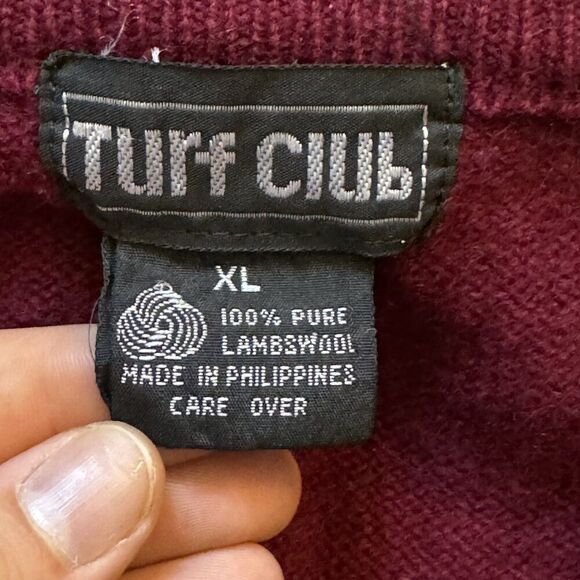 Turf Club
XL
100% PURE
LAMBSWOOL
MADE IN PHILIPPINES
CARE OVER